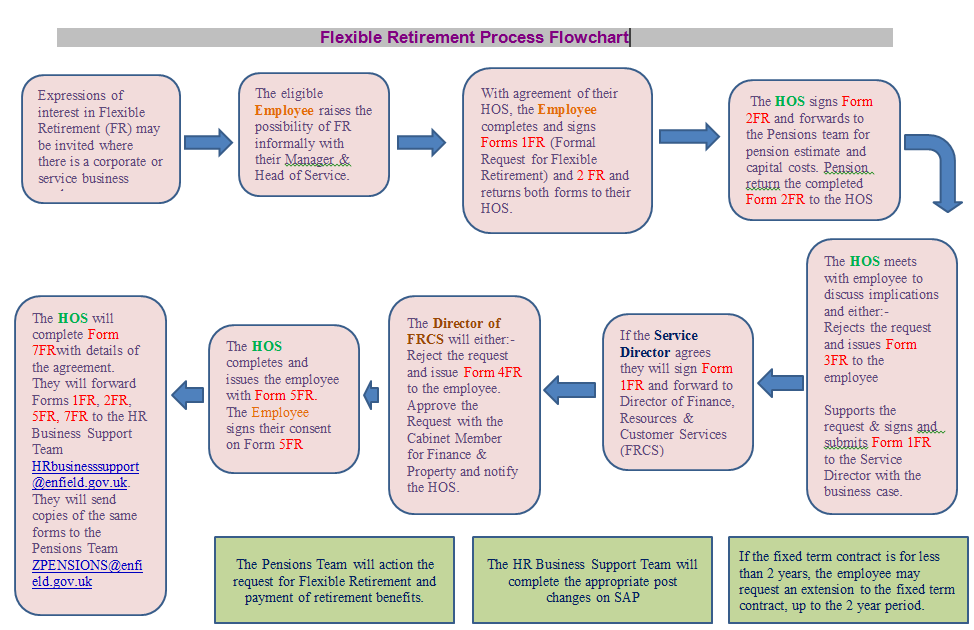 Flexible Retirement Process Flowchart
Expressions of
interest in Flexible
Retirement (FR) may
be invited where
there is a corporate or
service business
The eligible
Employee raises the
possibility of FR
informally with
their Manager &
Head of Service.
With agreement of their
HOS, the Employee
completes and signs
Forms 1FR (Formal
Request for Flexible
Retirement) and 2 FR and
returns both forms to their
HOS.
The HOS signs Form
2FR and forwards to
the Pensions team for
pension estimate and
capital costs. Pension
return the completed
Form 2FR to the HOS
The HOS meets
with employee to
discuss implications
and either:-
Rejects the request
and issues Form
3FR to the
employee
Supports the
request & signs and
submits Form 1FR
to the Service
Director with the
business case.
If the Service
Director agrees
they will sign Form
1FR and forward to
Director of Finance,
Resources &
Customer Services
(FRCS)
The Director of
FRCS will either:-
Reject the request
and issue Form 4FR
to the employee.
Approve the
Request with the
Cabinet Member
for Finance &
Property and notify
the HOS.
The HOS
completes and
issues the employee
with Form 5FR.
The Employee
signs their consent
on Form 5FR
The HOS will
complete Form
7FRwith details of
the agreement.
They will forward
Forms 1FR, 2FR,
5FR, 7FR to the HR
Business Support
Team
HRbusinesssupport
@enfield.gov.uk.
They will send
copies of the same
forms to the
Pensions Team
ZPENSIONS@enfi
eld.gov.uk
The Pensions Team will action the
request for Flexible Retirement and
payment of retirement benefits.
The HR Business Support Team will
complete the appropriate post
changes on SAP
If the fixed term contract is for less
than 2 years, the employee may
request an extension to the fixed term
contract, up to the 2 year period.